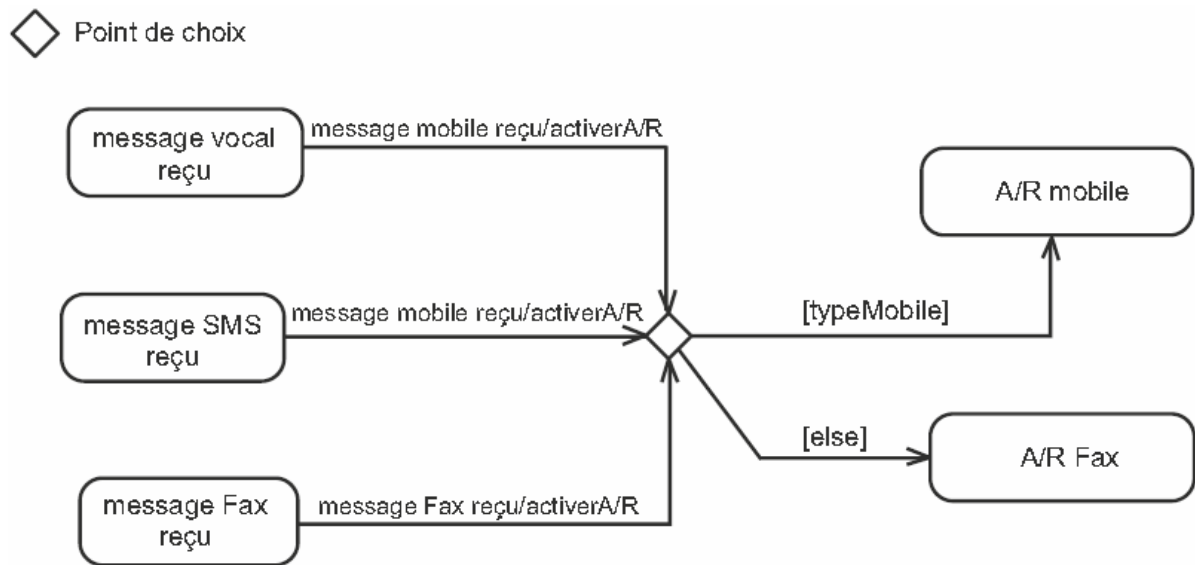 Point de choix
message vocal
reçu
message mobile reçu/activerA/R
A/R mobile
message SMS
reçu
message mobile reçu/activerA/R
[typeMobile]
[else]
A/R Fax
message Fax
reçu
message Fax reçu/activerA/R